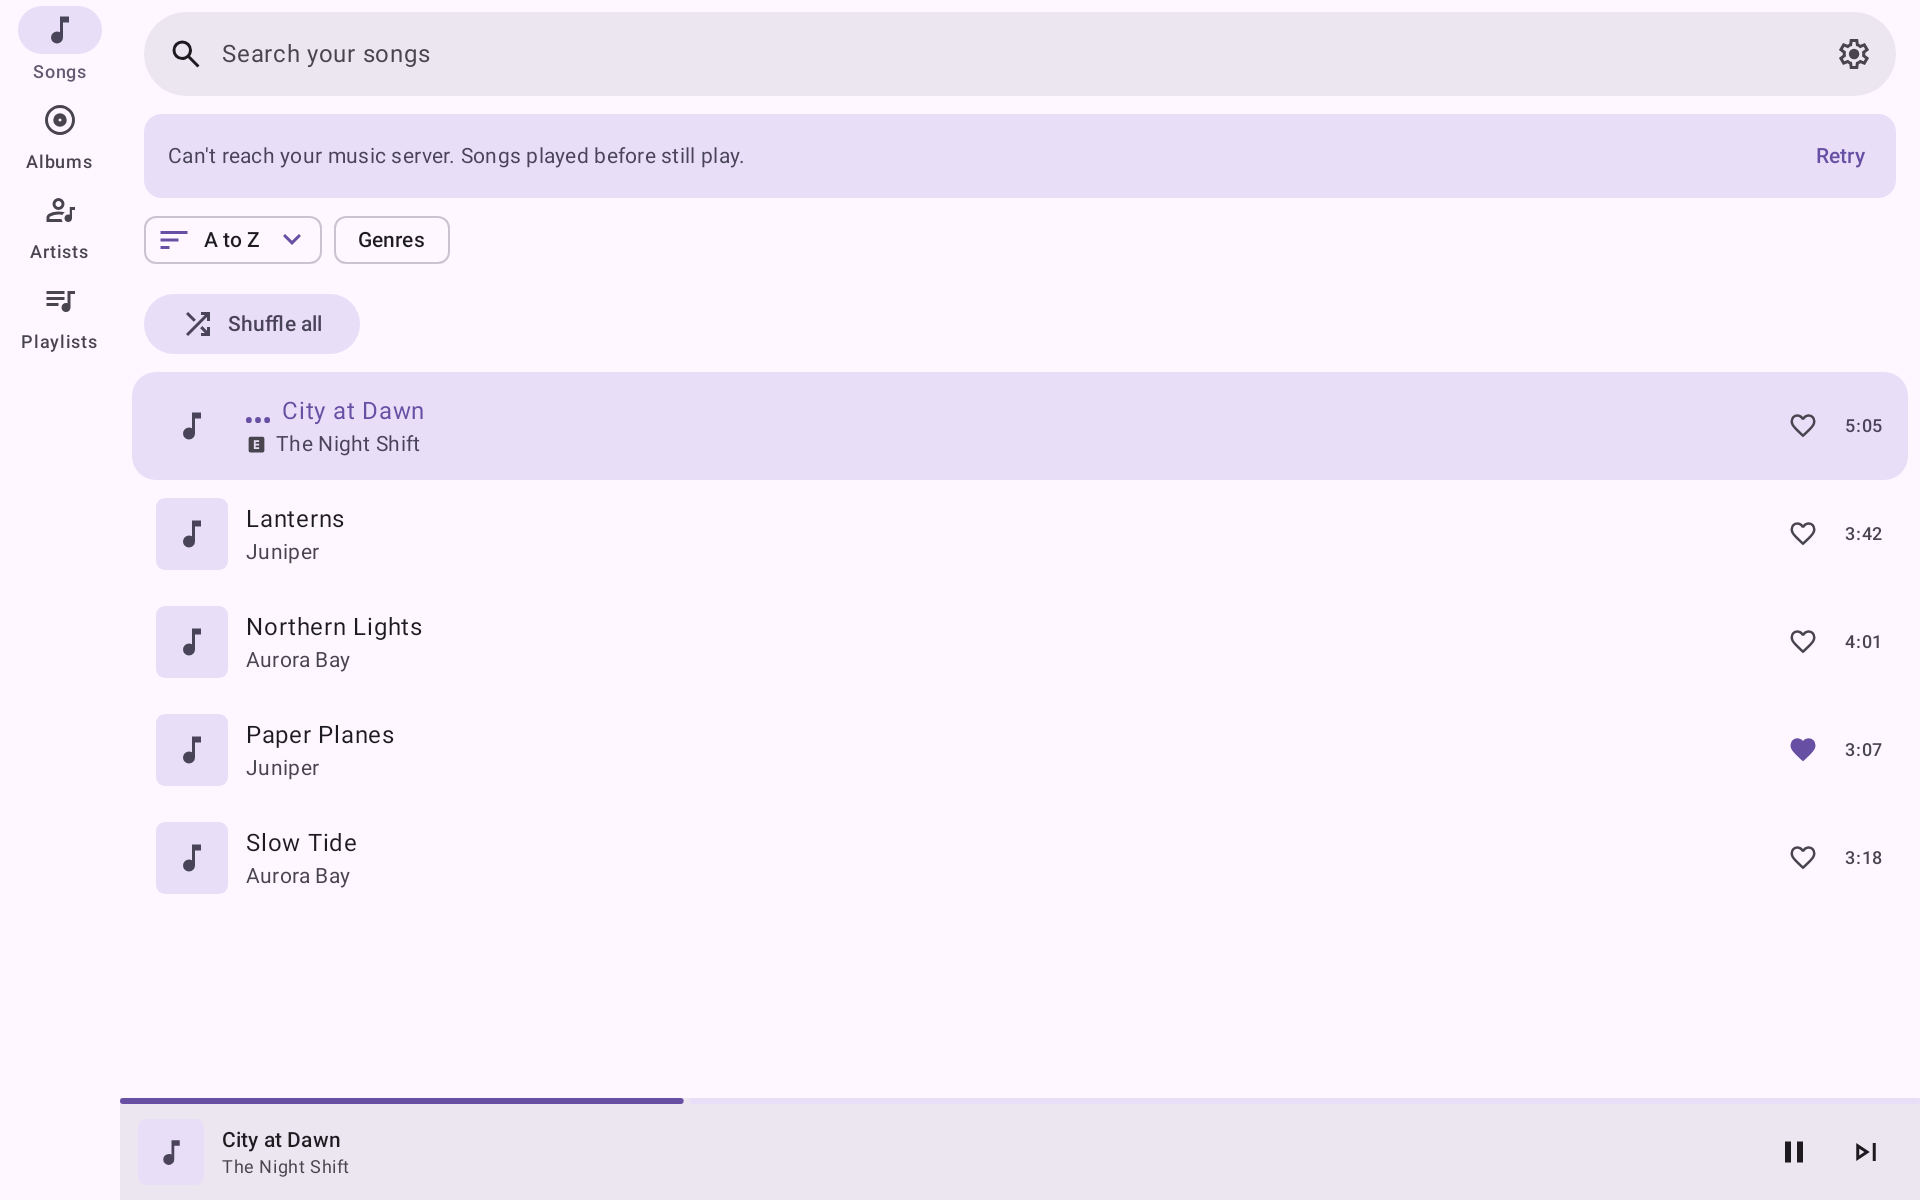 Songs
Albums
Artists
Playlists
Search your songs
Can't reach your music server. Songs played before still play.
Retry
A to Z
Genres
Shuffle all
City at Dawn
E The Night Shift
5:05
Lanterns
Juniper
3:42
Northern Lights
Aurora Bay
4:01
Paper Planes
Juniper
3:07
Slow Tide
Aurora Bay
3:18
City at Dawn
The Night Shift